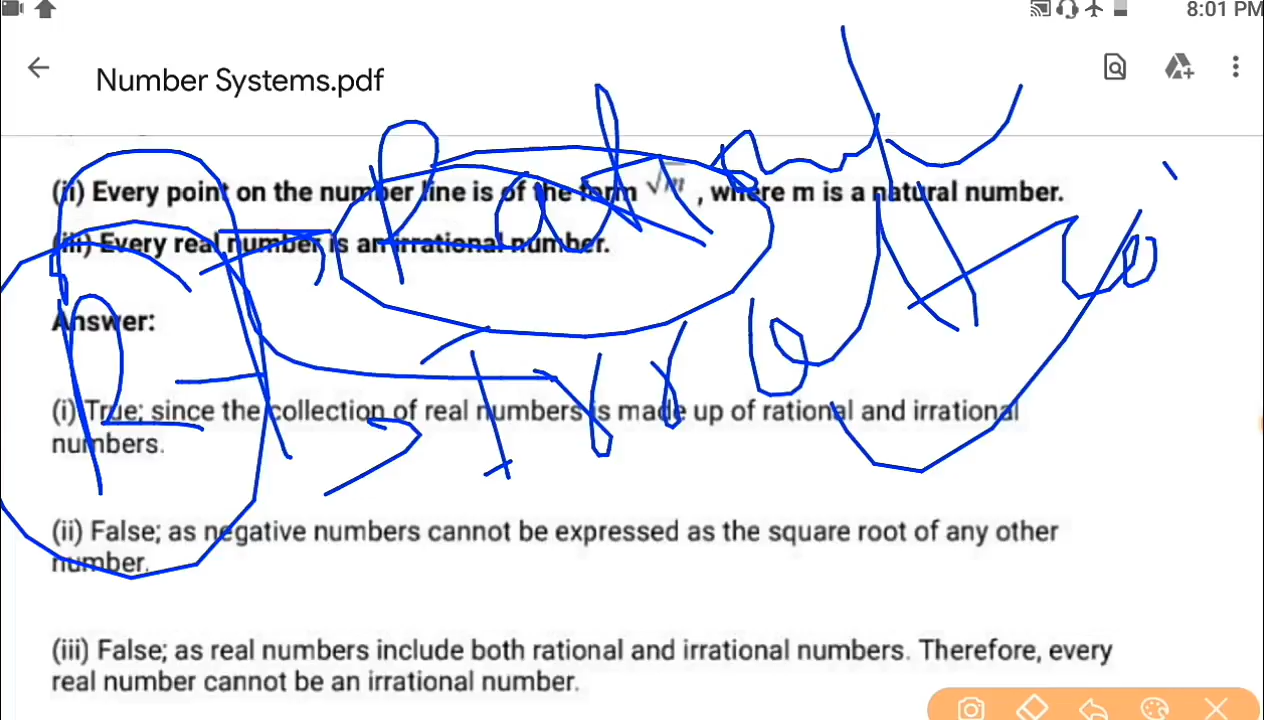 8:01 PM
Number Systems.pdf
(ii) Every point on the number line is of the form √m , where m is a natural number.
(iii) Every real number is an irrational number.
Answer:
(i) True; since the collection of real numbers is made up of rational and irrational
numbers.
(ii) False; as negative numbers cannot be expressed as the square root of any other
number.
(iii) False; as real numbers include both rational and irrational numbers. Therefore, every
real number cannot be an irrational number.